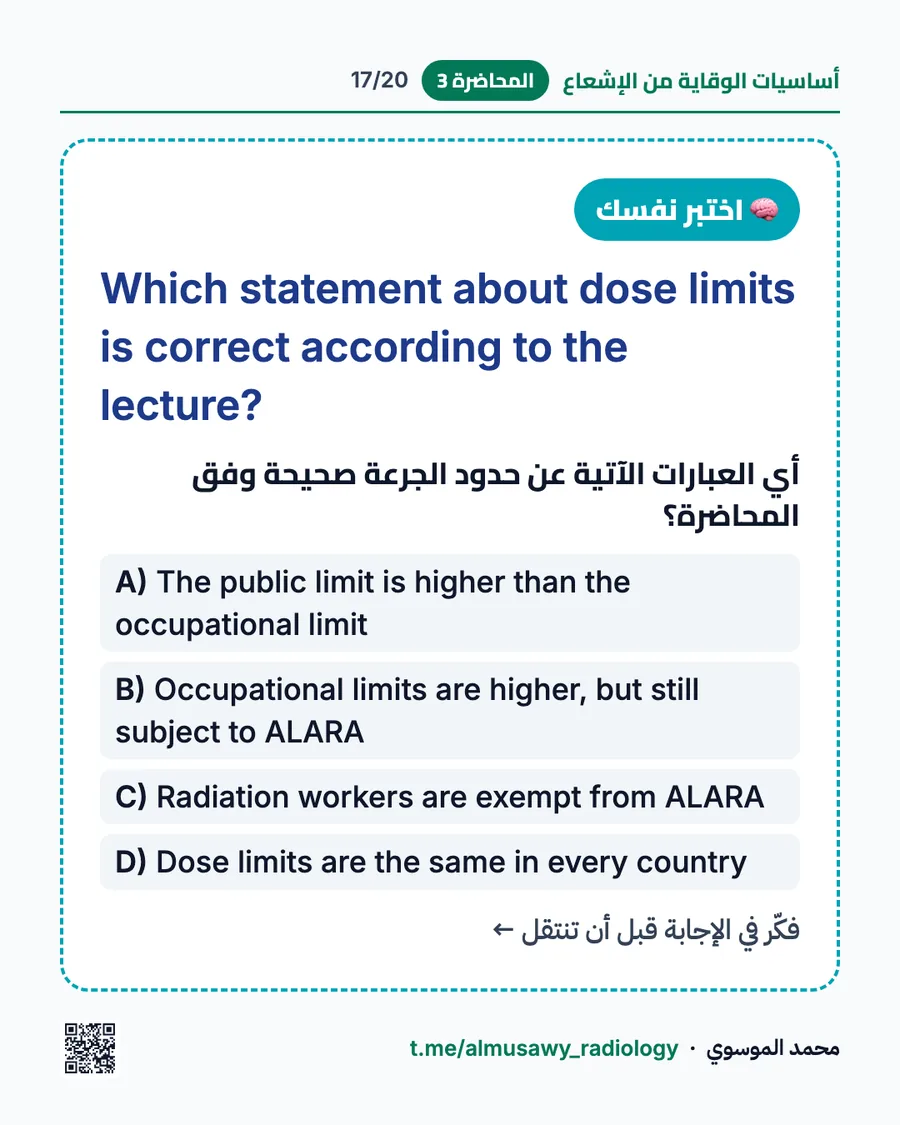 أساسيات الوقاية من الإشعاع المحاضرة 3 17/20
🧠 اختبر نفسك
Which statement about dose limits
is correct according to the
lecture?
أي العبارات الآتية عن حدود الجرعة صحيحة وفق
المحاضرة؟
A) The public limit is higher than the
occupational limit
B) Occupational limits are higher, but still
subject to ALARA
C) Radiation workers are exempt from ALARA
D) Dose limits are the same in every country
فكّر في الإجابة قبل أن تنتقل ←
محمد الموسوي · t.me/almusawy_radiology